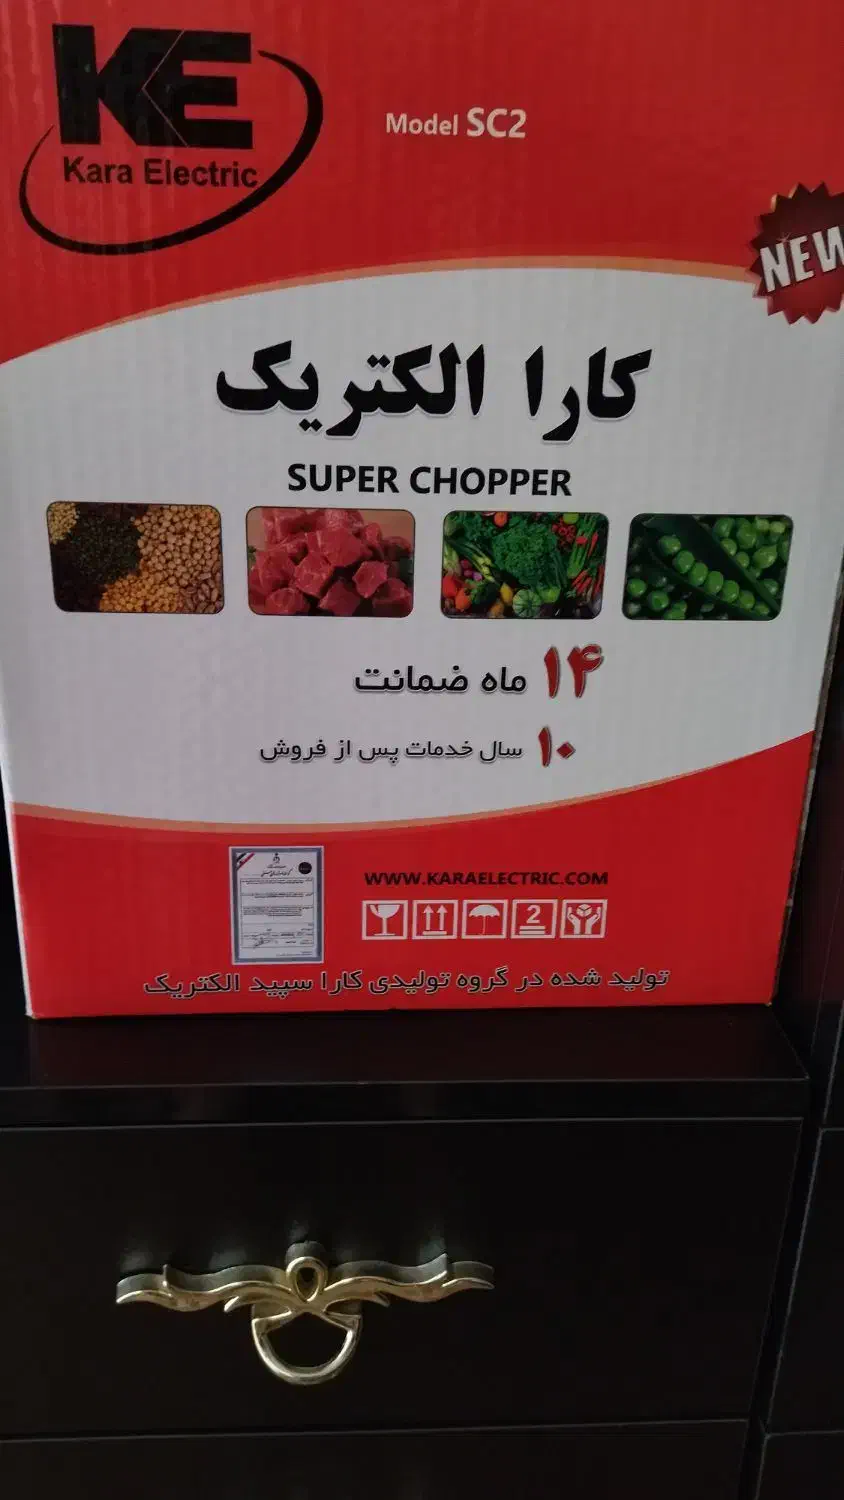 KE
Kara Electric
Model SC2
NEW
کارا الکتریک
SUPER CHOPPER
۱۴ ماه ضمانت
۱۰ سال خدمات پس از فروش
WWW.KARAELECTRIC.COM
2
تولید شده در گروه تولیدی کارا سپید الکتریک